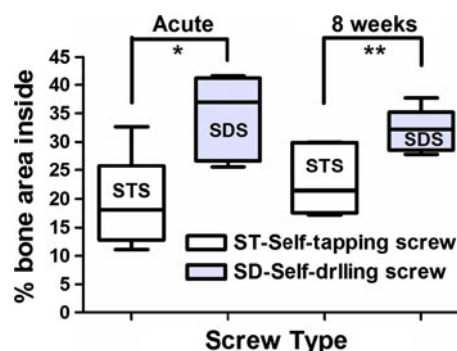 Acute 8 weeks
* **
% bone area inside
45
40
35
30
25
20
15
10
5
0
STS SDS STS SDS
ST-Self-tapping screw
SD-Self-drlling screw
Screw Type